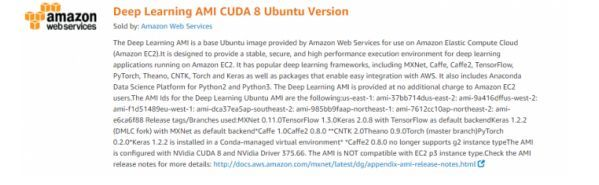 amazon
web services
Deep Learning AMI CUDA 8 Ubuntu Version
Sold by: Amazon Web Services
The Deep Learning AMI is a base Ubuntu image provided by Amazon Web Services for use on Amazon Elastic Compute Cloud
(Amazon EC2).It is designed to provide a stable, secure, and high performance execution environment for deep learning
applications running on Amazon EC2. It has popular deep learning frameworks, including MXNet, Caffe, Caffe2, TensorFlow,
PyTorch, Theano, CNTK, Torch and Keras as well as packages that enable easy integration with AWS. It also includes Anaconda
Data Science Platform for Python2 and Python3. The Deep Learning AMI is provided at no additional charge to Amazon EC2
users.The AMI Ids for the Deep Learning Ubuntu AMI are the following:us-east-1: ami-37bb714dus-east-2: ami-9a416dffus-west-2:
ami-f1d51489eu-west-1: ami-dca37ea5ap-southeast-2: ami-985bb9faap-northeast-1: ami-7612cc10ap-northeast-2: ami-
e6ca6f88 Release tags/Branches used:MXNet 0.11.0TensorFlow 1.3.0Keras 2.0.8 with TensorFlow as default backendKeras 1.2.2
(DMLC fork) with MXNet as default backend*Caffe 1.0Caffe2 0.8.0 **CNTK 2.0Theano 0.9.0Torch (master branch)PyTorch
0.2.0*Keras 1.2.2 is installed in a Conda-managed virtual environment* *Caffe2 0.8.0 no longer supports g2 instance typeThe AMI
is configured with NVidia CUDA 8 and NVidia Driver 375.66. The AMI is NOT compatible with EC2 p3 instance type.Check the AMI
release notes for more details: http://docs.aws.amazon.com/mxnet/latest/dg/appendix-ami-release-notes.html